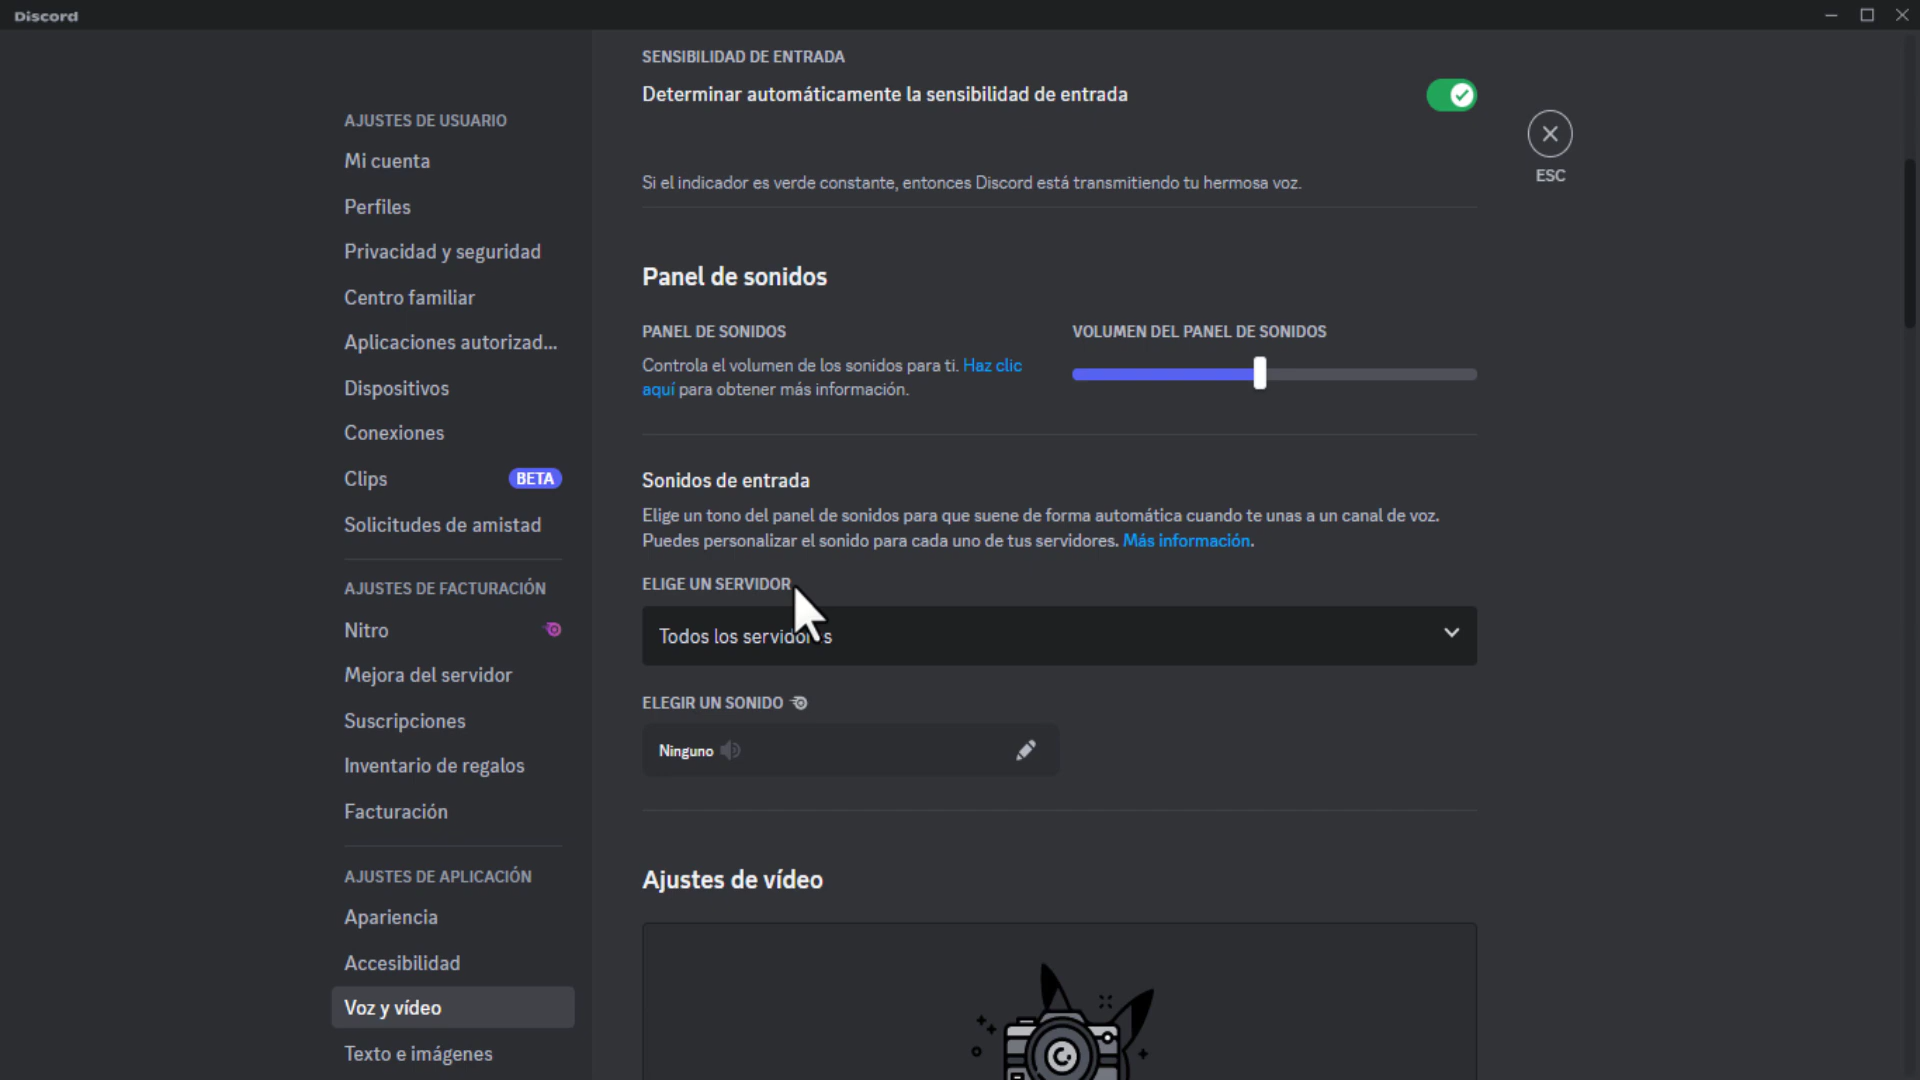 Discord
AJUSTES DE USUARIO
Mi cuenta
Perfiles
Privacidad y seguridad
Centro familiar
Aplicaciones autorizad...
Dispositivos
Conexiones
Clips
BETA
Solicitudes de amistad
AJUSTES DE FACTURACIÓN
Nitro
Mejora del servidor
Suscripciones
Inventario de regalos
Facturación
AJUSTES DE APLICACIÓN
Apariencia
Accesibilidad
Voz y vídeo
Texto e imágenes
SENSIBILIDAD DE ENTRADA
Determinar automáticamente la sensibilidad de entrada
Si el indicador es verde constante, entonces Discord está transmitiendo tu hermosa voz.
Panel de sonidos
PANEL DE SONIDOS
Controla el volumen de los sonidos para ti. Haz clic
aquí para obtener más información.
VOLUMEN DEL PANEL DE SONIDOS
Sonidos de entrada
Elige un tono del panel de sonidos para que suene de forma automática cuando te unas a un canal de voz.
Puedes personalizar el sonido para cada uno de tus servidores. Más información.
ELIGE UN SERVIDOR
Todos los servidores
ELEGIR UN SONIDO
Ninguno
Ajustes de vídeo
ESC